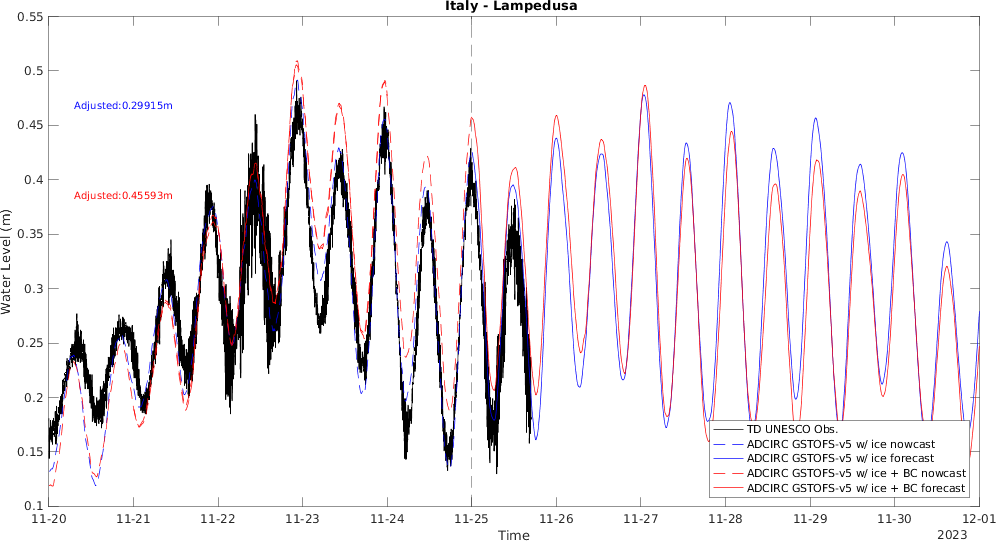 Italy - Lampedusa
0.55
0.5
0.45
0.4
0.35
0.3
0.25
0.2
0.15
0.1
Water Level (m)
Adjusted:0.29915m
Adjusted:0.45593m
TD UNESCO Obs.
ADCIRC GSTOFS-v5 w/ ice nowcast
ADCIRC GSTOFS-v5 w/ ice forecast
ADCIRC GSTOFS-v5 w/ ice + BC nowcast
ADCIRC GSTOFS-v5 w/ ice + BC forecast
11-20 11-21 11-22 11-23 11-24 11-25 11-26 11-27 11-28 11-29 11-30 12-01
Time
2023